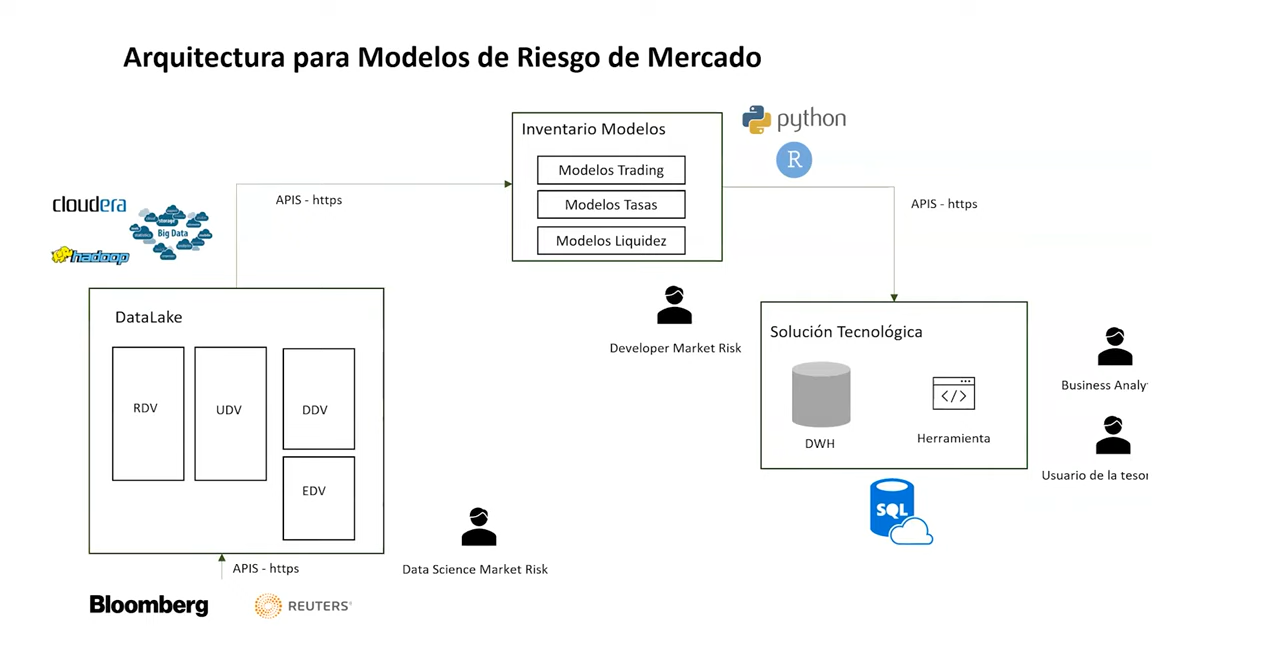 Arquitectura para Modelos de Riesgo de Mercado
python
R
Inventario Modelos
Modelos Trading
Modelos Tasas
Modelos Liquidez
APIS - https
APIS - https
cloudera
Big Data
hadoop
DataLake
RDV
UDV
DDV
EDV
Developer Market Risk
Solución Tecnológica
DWH
Herramienta
Business Analy
Usuario de la tesor
SQL
Data Science Market Risk
APIS - https
Bloomberg
REUTERS